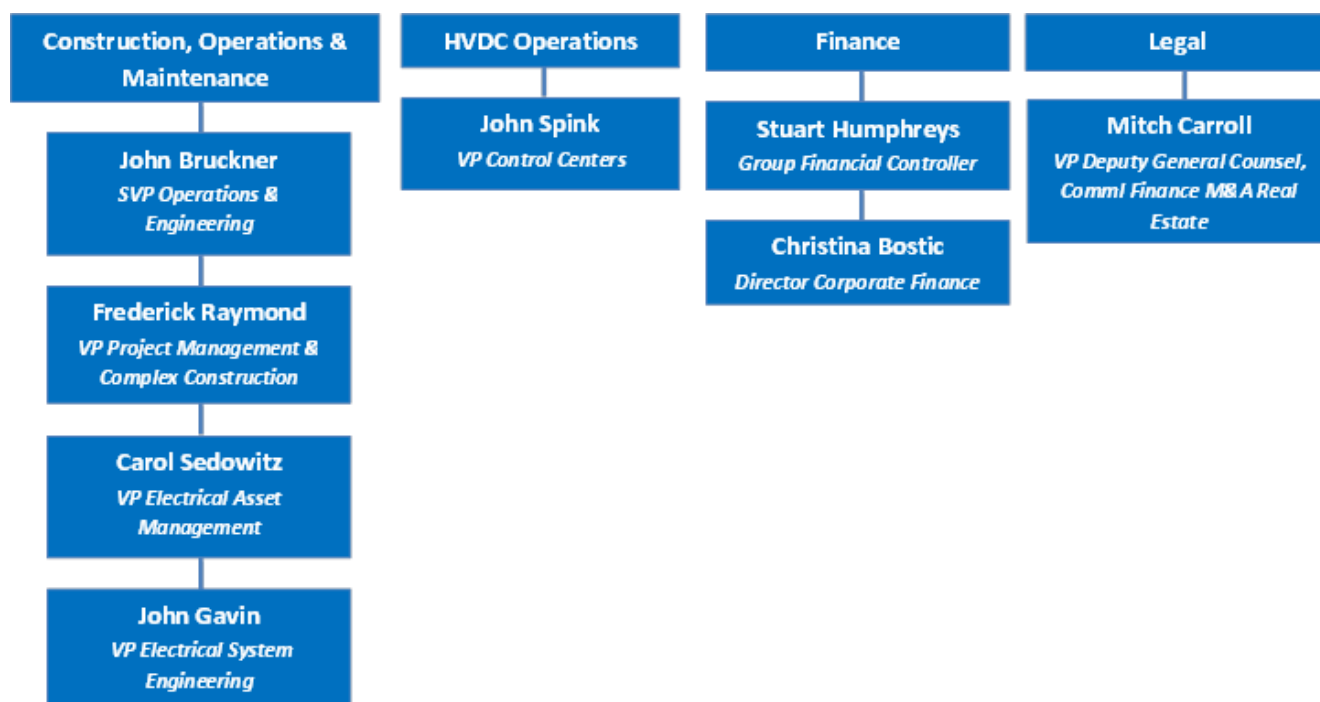 Construction, Operations &
Maintenance
John Bruckner
SVP Operations &
Engineering
Frederick Raymond
VP Project Management &
Complex Construction
Carol Sedowitz
VP Electrical Asset
Management
John Gavin
VP Electrical System
Engineering
HVDC Operations
John Spink
VP Control Centers
Finance
Stuart Humphreys
Group Financial Controller
Christina Bostic
Director Corporate Finance
Legal
Mitch Carroll
VP Deputy General Counsel,
Comml Finance M&A Real
Estate